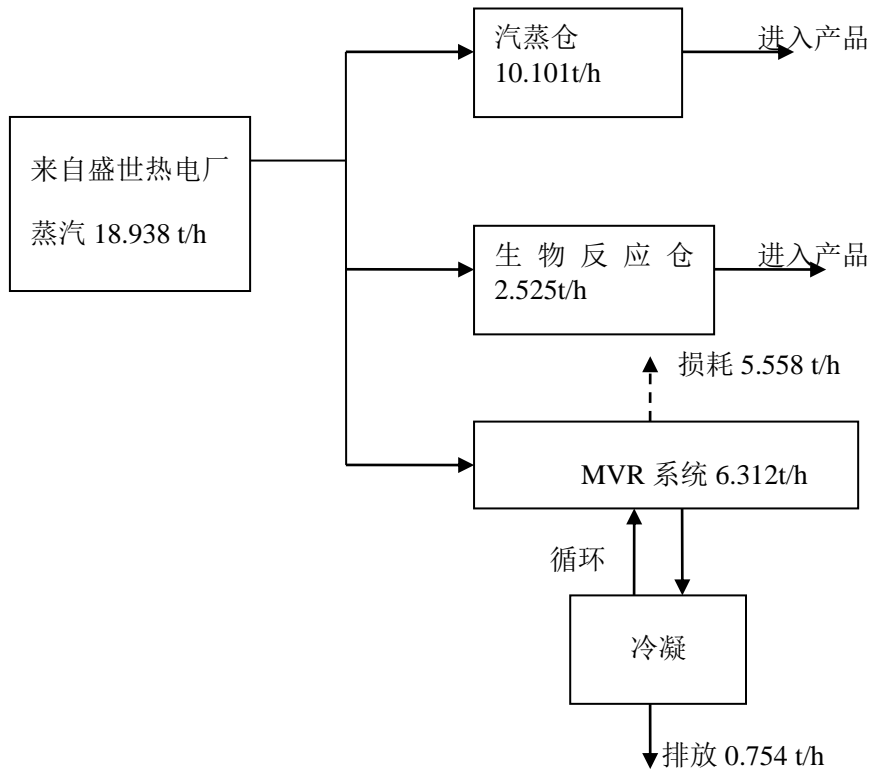 汽蒸仓
10.101t/h
进入产品
来自盛世热电厂
蒸汽 18.938 t/h
生物反应仓
2.525t/h
进入产品
损耗 5.558 t/h
MVR 系统 6.312t/h
循环
冷凝
排放 0.754 t/h